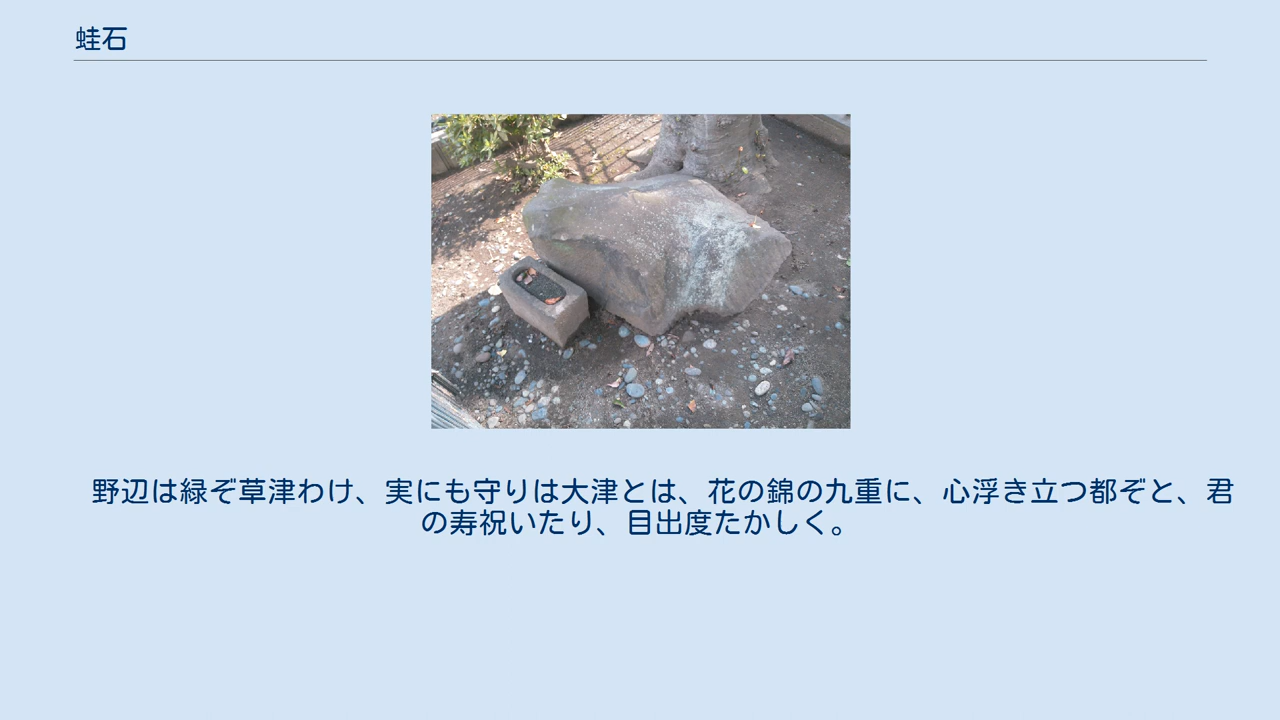 蛙石
野辺は緑ぞ草津わけ、実にも守りは大津とは、花の錦の九重に、心浮き立つ都ぞと、君
の寿祝いたり、目出度たかしく。